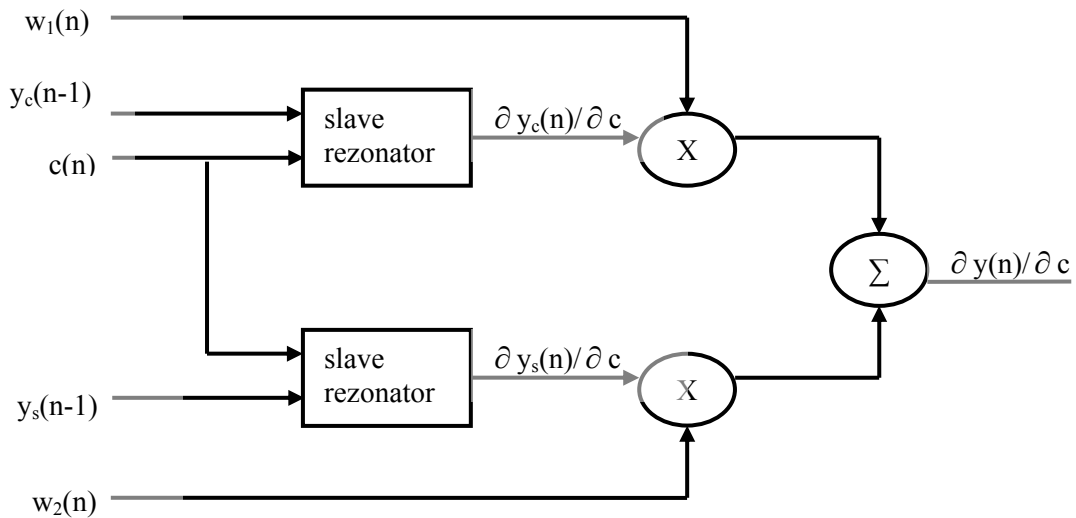 w₁(n)
y꜀(n-1)
slave
rezonator
∂ y꜀(n)/∂ c
X
c(n)
∑
∂ y(n)/∂ c
slave
rezonator
∂ yₛ(n)/∂ c
X
yₛ(n-1)
w₂(n)